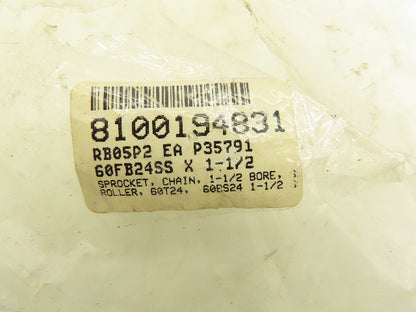 8100194831
RB05P2 EA P35791
60FB24SS X 1-1/2
SPROCKET, CHAIN, 1-1/2 BORE,
ROLLER, 60T24, 60BS24 1-1/2